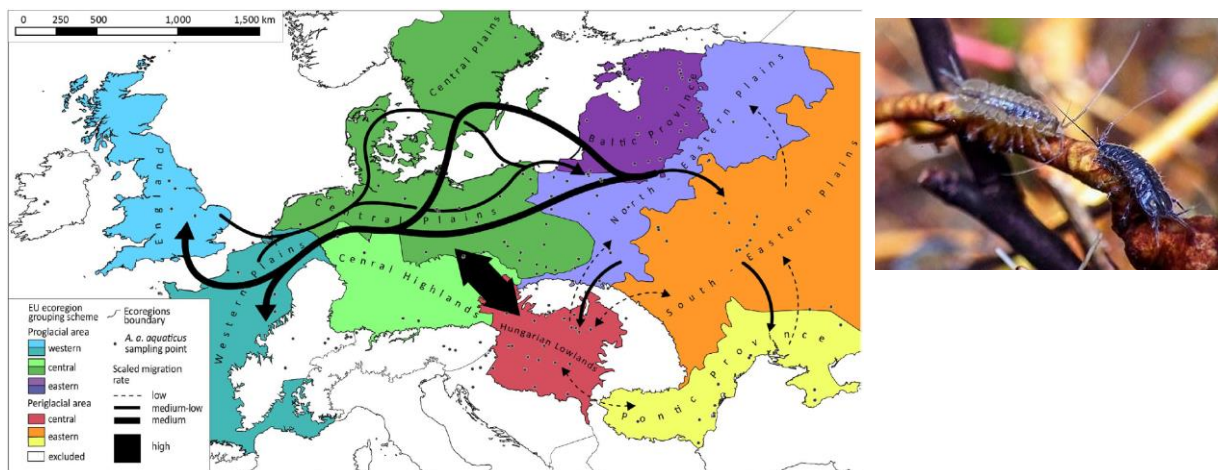 0 250 500 1,000 1,500 km
Central Plains
England
Baltic Province
North - Eastern Plains
Central Plains
South - Eastern Plains
Western Plains
Cenral Highlands
Hungarian Lowlands
Pontic province
EU ecoregion
grouping scheme
Proglacial area
western
central
eastern
Periglacial area
central
eastern
excluded
Ecoregions
boundary
A. a. aquaticus
sampling point
Scaled migration
rate
low
medium-low
medium
high